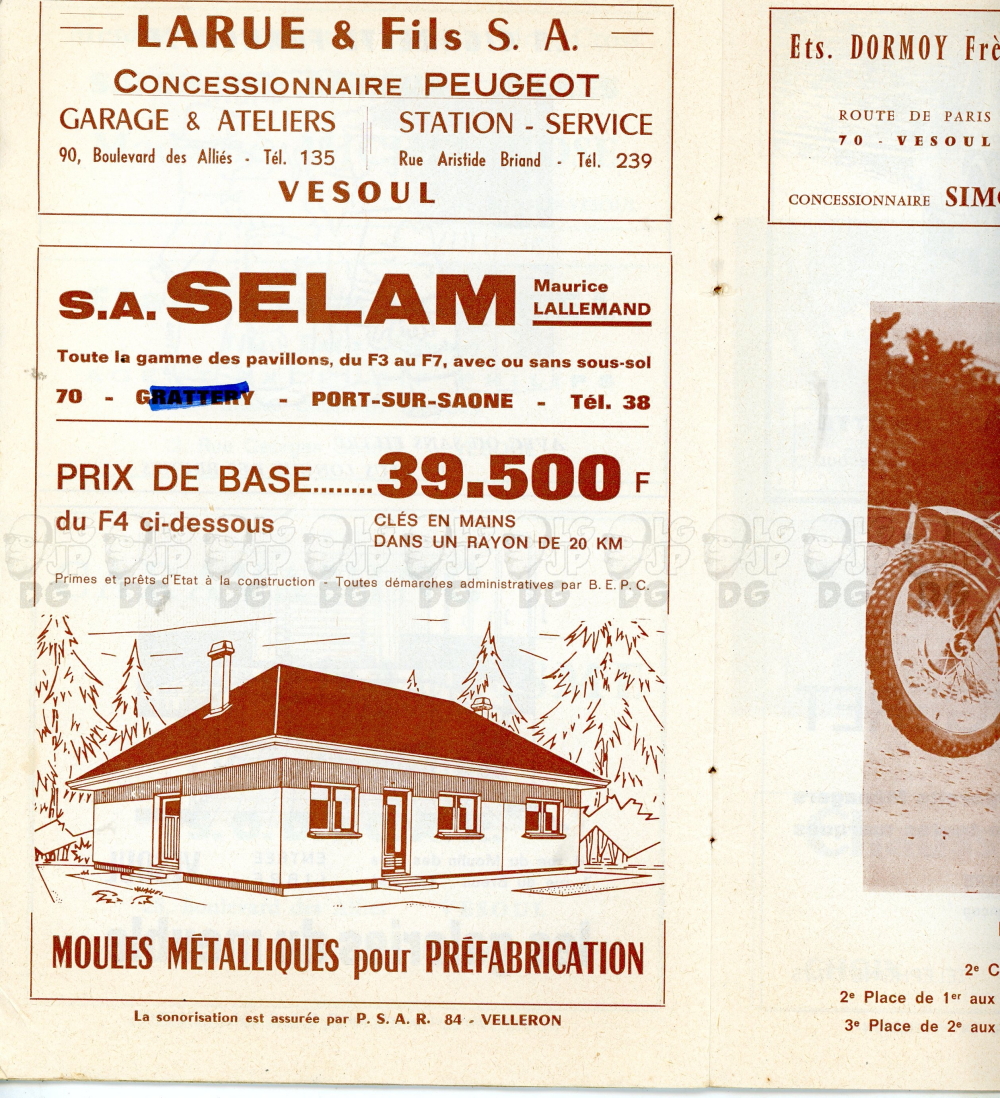 LARUE & Fils S. A.
CONCESSIONNAIRE PEUGEOT
GARAGE & ATELIERS
90, Boulevard des Alliés - Tél. 135
STATION - SERVICE
Rue Aristide Briand - Tél. 239
VESOUL
S.A. SELAM
Maurice
LALLEMAND
Toute la gamme des pavillons, du F3 au F7, avec ou sans sous-sol
70 - GRATTERY - PORT-SUR-SAONE - Tél. 38
PRIX DE BASE........39.500 F
du F4 ci-dessous
CLÉS EN MAINS
DANS UN RAYON DE 20 KM
Primes et prêts d'Etat à la construction - Toutes démarches administratives par B. E. P. C.
MOULES MÉTALLIQUES pour PRÉFABRICATION
La sonorisation est assurée par P. S. A. R. 84 - VELLERON
Ets. DORMOY Frè
ROUTE DE PARIS
70 - VESOUL
CONCESSIONNAIRE SIM
2e C
2e Place de 1er aux
3e Place de 2e aux
LG JP DG